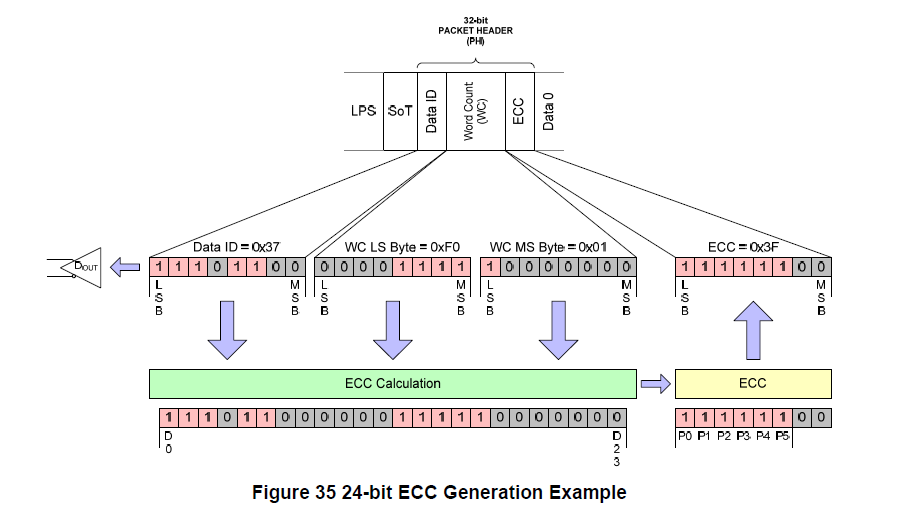 32-bit
PACKET HEADER
(PH)
LPS SoT Data ID Word Count (WC) ECC Data 0
Data ID = 0x37 WC LS Byte = 0xF0 WC MS Byte = 0x01 ECC = 0x3F
DIOUT
1 1 1 0 1 1 0 0 0 0 0 0 1 1 1 1 1 0 0 0 0 0 0 0 1 1 1 1 1 1 0 0
LSB MSB LSB MSB LSB MSB LSB MSB
ECC Calculation ECC
1 1 1 0 1 1 0 0 0 0 0 0 1 1 1 1 1 0 0 0 0 0 0 0 1 1 1 1 1 1 0 0
D0 D23 P0 P1 P2 P3 P4 P5
Figure 35 24-bit ECC Generation Example